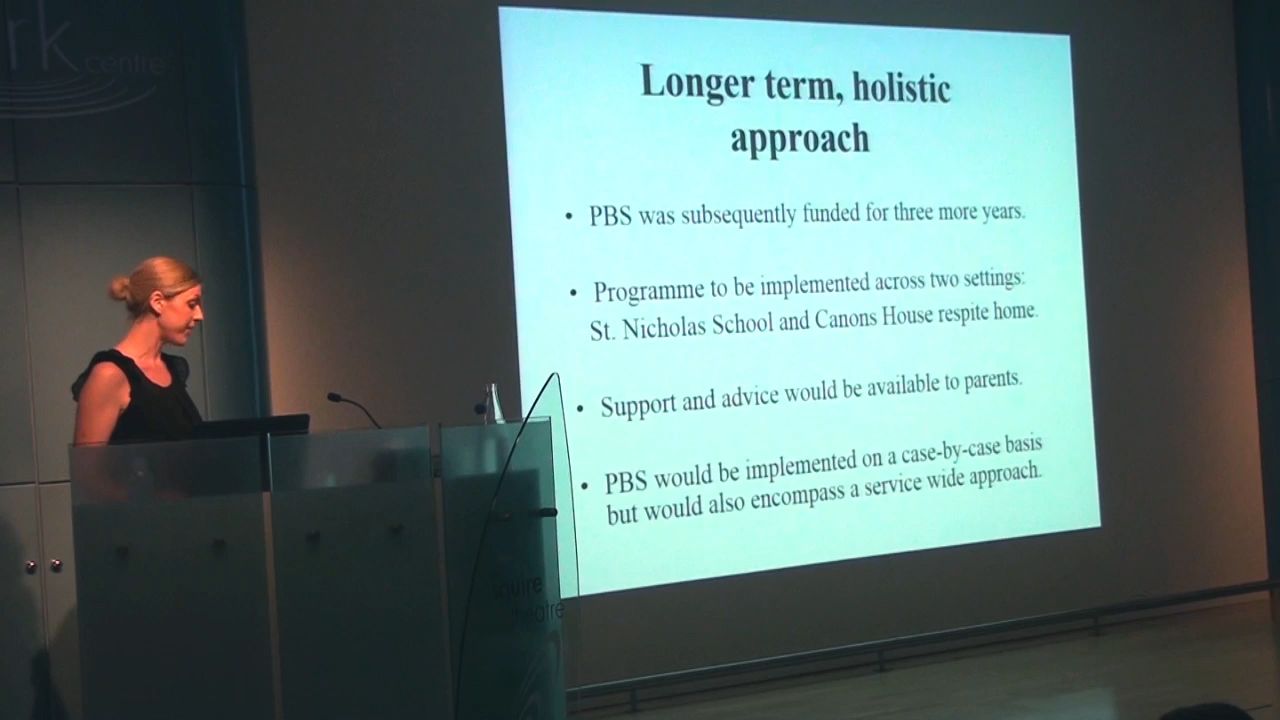 rk
centre
Longer term, holistic
approach
• PBS was subsequently funded for three more years.
• Programme to be implemented across two settings:
St. Nicholas School and Canons House respite home.
• Support and advice would be available to parents.
• PBS would be implemented on a case-by-case basis
but would also encompass a service wide approach.